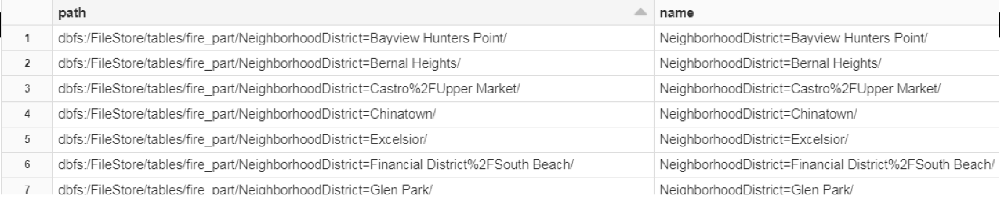 path name
1 dbfs:/FileStore/tables/fire_part/NeighborhoodDistrict=Bayview Hunters Point/ NeighborhoodDistrict=Bayview Hunters Point/
2 dbfs:/FileStore/tables/fire_part/NeighborhoodDistrict=Bernal Heights/ NeighborhoodDistrict=Bernal Heights/
3 dbfs:/FileStore/tables/fire_part/NeighborhoodDistrict=Castro%2FUpper Market/ NeighborhoodDistrict=Castro%2FUpper Market/
4 dbfs:/FileStore/tables/fire_part/NeighborhoodDistrict=Chinatown/ NeighborhoodDistrict=Chinatown/
5 dbfs:/FileStore/tables/fire_part/NeighborhoodDistrict=Excelsior/ NeighborhoodDistrict=Excelsior/
6 dbfs:/FileStore/tables/fire_part/NeighborhoodDistrict=Financial District%2FSouth Beach/ NeighborhoodDistrict=Financial District%2FSouth Beach/
7 dbfs:/FileStore/tables/fire_part/NeighborhoodDistrict=Glen Park/ NeighborhoodDistrict=Glen Park/